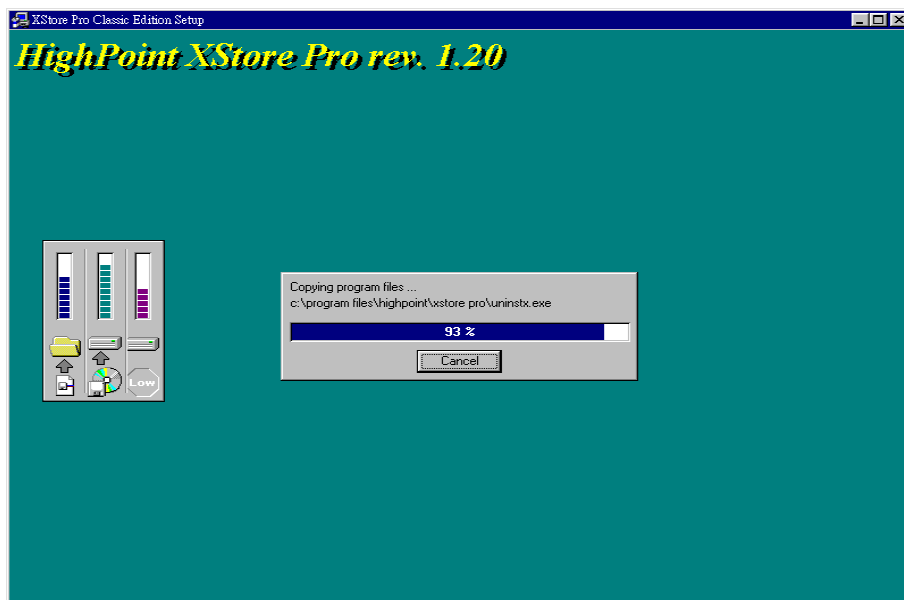 XStore Pro Classic Edition Setup
HighPoint XStore Pro rev. 1.20
Copying program files ...
c:\program files\highpoint\xstore pro\uninstx.exe
93 %
Cancel
Low